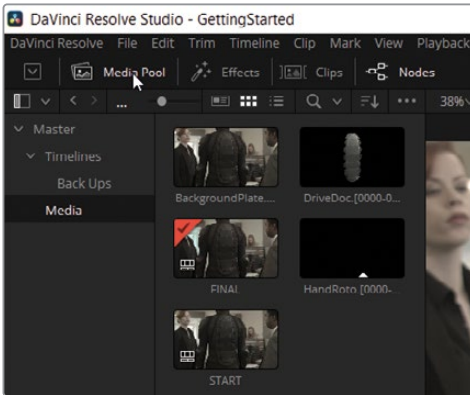 DaVinci Resolve Studio - GettingStarted
DaVinci Resolve File Edit Trim Timeline Clip Mark View Playback
Media Pool Effects Clips Nodes
... 38%
Master
Timelines
Back Ups
Media
BackgroundPlate....
DriveDoc.[0000-0...
FINAL
HandRoto [0000-...
START